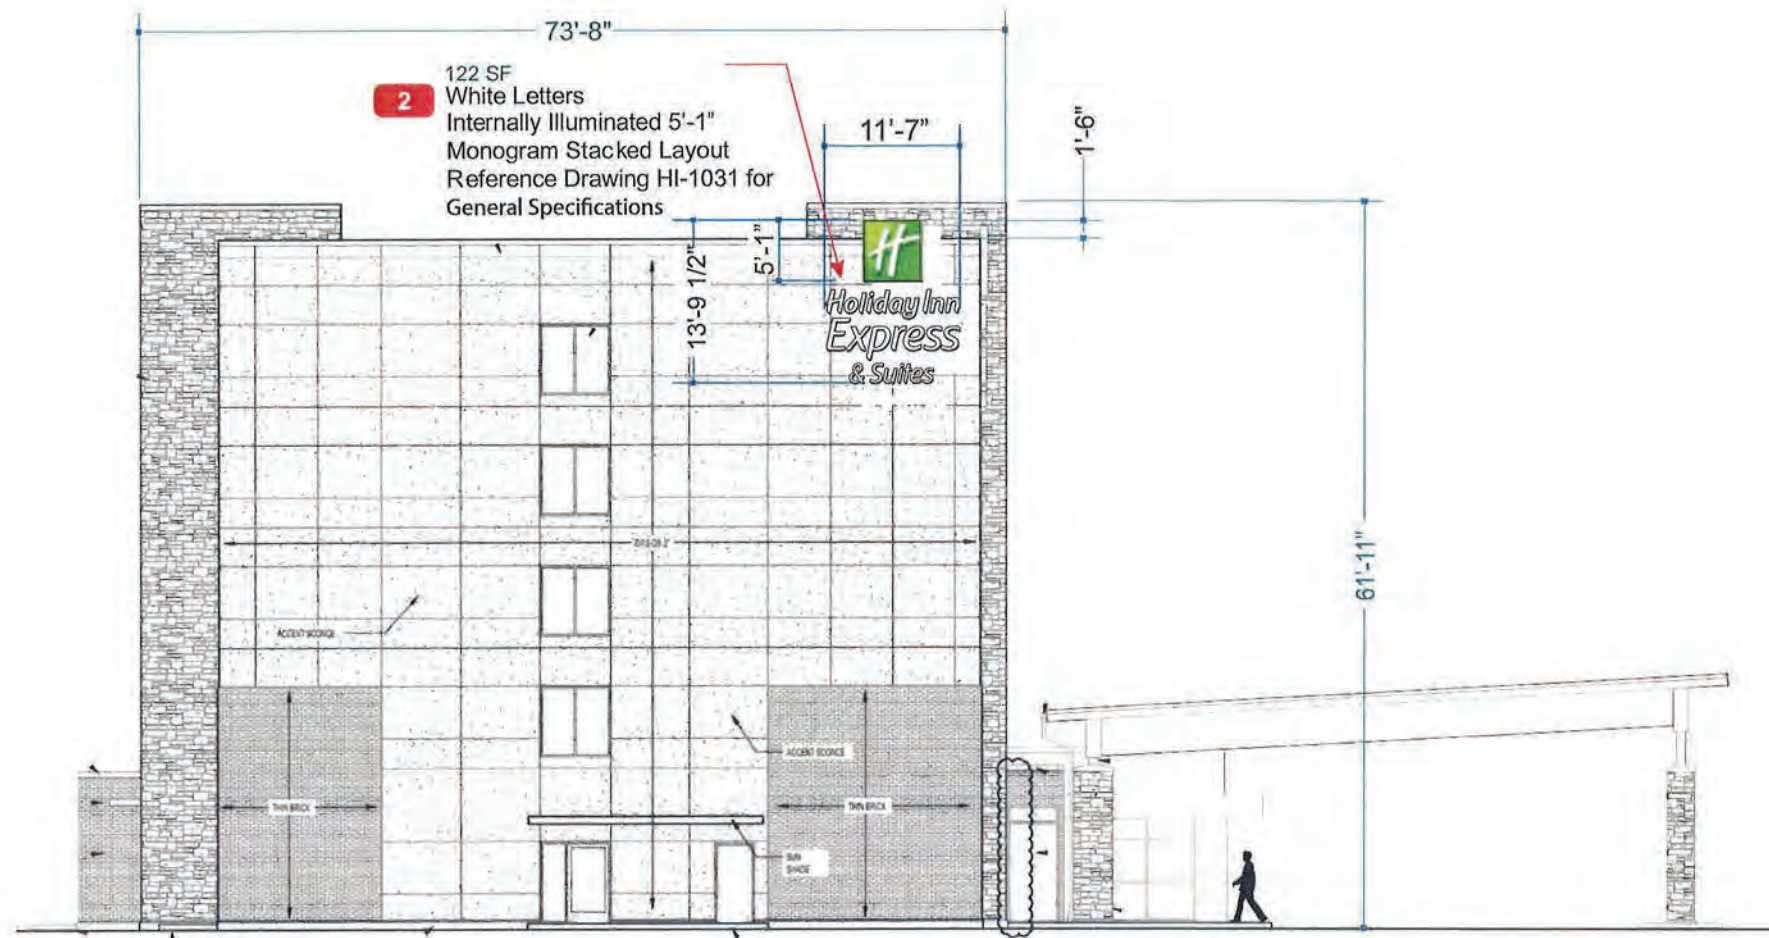 73'-8"
122 SF
2
White Letters
Internally Illuminated 5'-1"
Monogram Stacked Layout
Reference Drawing HI-1031 for
General Specifications
11'-7"
1'-6"
5'-1"
13'-9 1/2"
H
Holiday Inn
Express
& Suites
61'-11"
ACCENT SCONCE
ACCENT SCONCE
THIN BRICK
THIN BRICK
SUN
SHADE